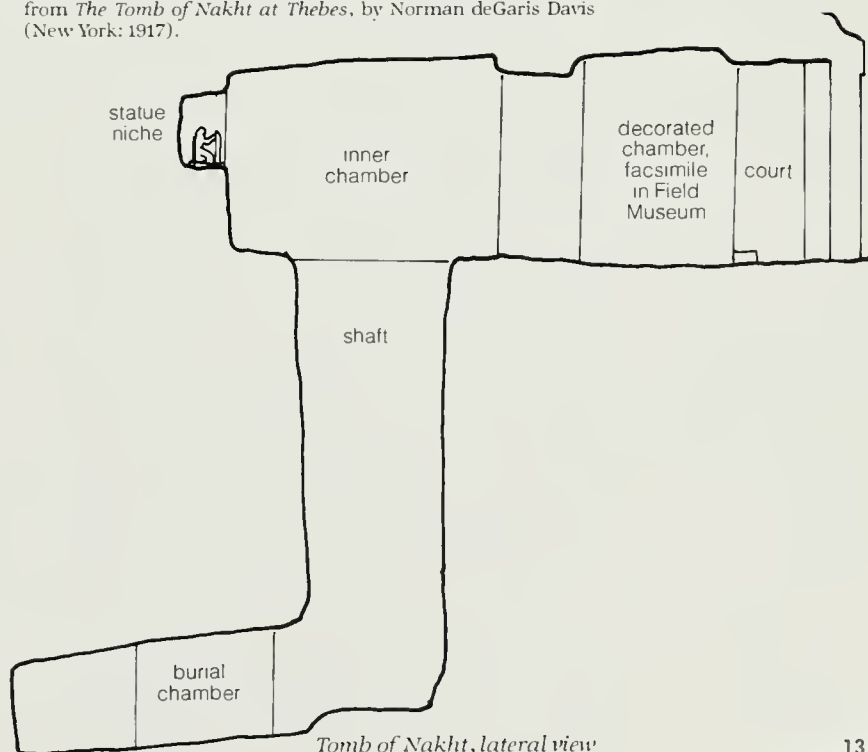 from The Tomb of Nakht at Thebes, by Norman deGaris Davis
(New York: 1917).
statue
niche
inner
chamber
decorated
chamber,
facsimile
in Field
Museum
court
shaft
burial
chamber
Tomb of Nakht, lateral view
13